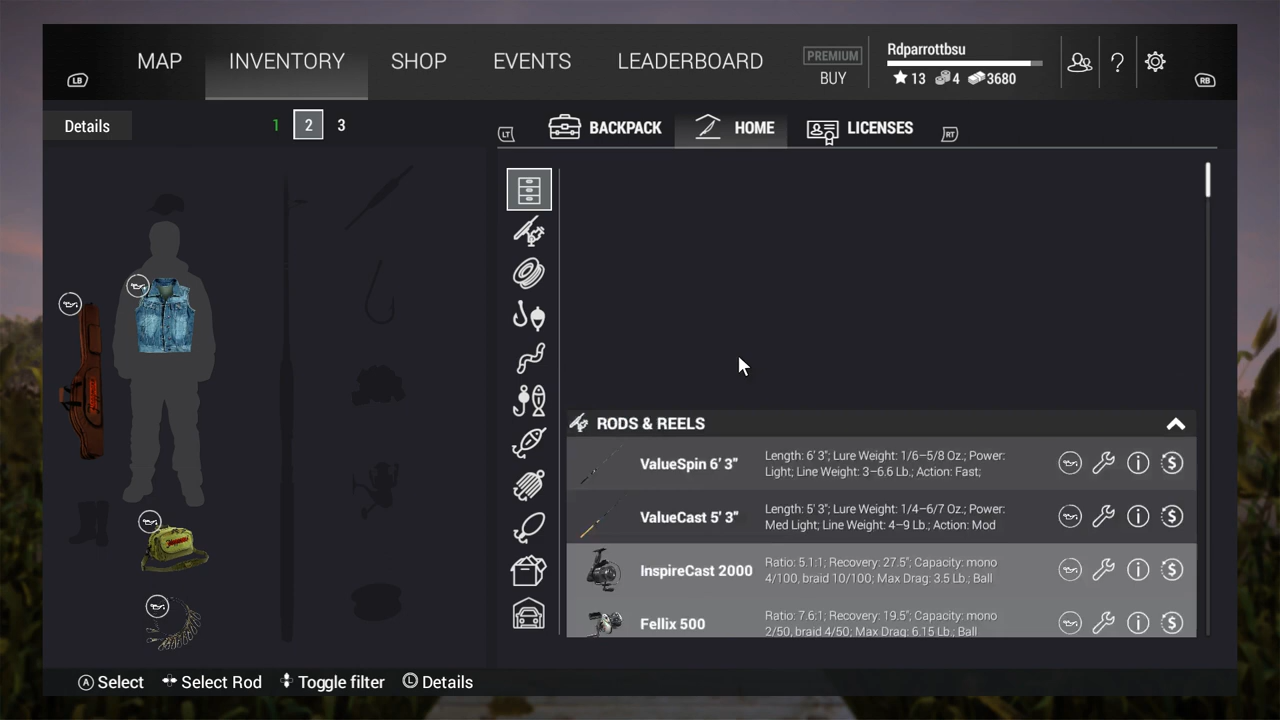 MAP
INVENTORY
SHOP
EVENTS
LEADERBOARD
PREMIUM
BUY
Rdparrottbsu
13 4 3680
?
LB
RB
Details
1 2 3
LT
BACKPACK
HOME
LICENSES
RT
RODS & REELS
ValueSpin 6' 3"
Length: 6' 3"; Lure Weight: 1/6–5/8 Oz.; Power:
Light; Line Weight: 3–6.6 Lb.; Action: Fast;
ValueCast 5' 3"
Length: 5' 3"; Lure Weight: 1/4–6/7 Oz.; Power:
Med Light; Line Weight: 4–9 Lb.; Action: Mod
InspireCast 2000
Ratio: 5.1:1; Recovery: 27.5"; Capacity: mono
4/100, braid 10/100; Max Drag: 3.5 Lb.; Ball
Fellix 500
Ratio: 7.6:1; Recovery: 19.5"; Capacity: mono
2/50, braid 4/50; Max Drag: 6.15 Lb.; Ball
A Select
Select Rod
Toggle filter
L Details